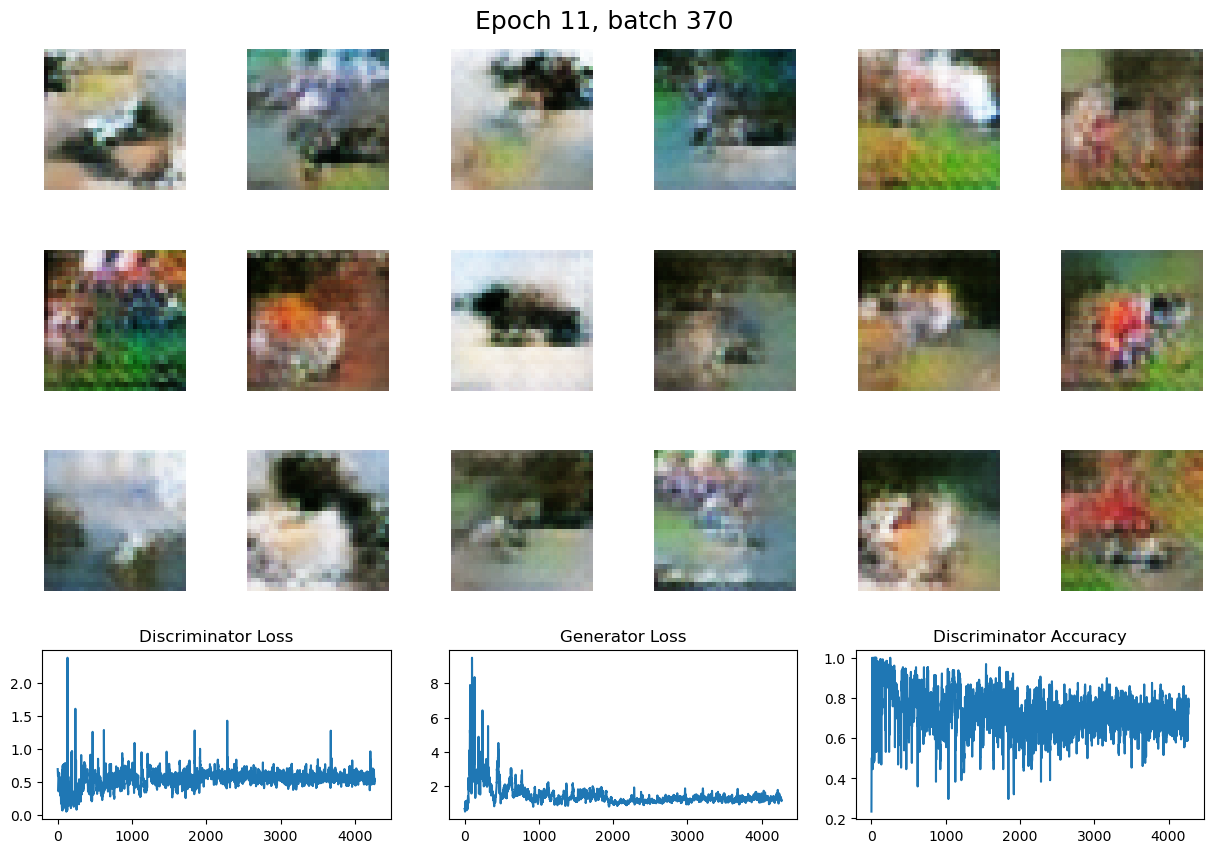 Epoch 11, batch 370
Discriminator Loss
2.0
1.5
1.0
0.5
0.0
0 1000 2000 3000 4000
Generator Loss
8
6
4
2
0 1000 2000 3000 4000
Discriminator Accuracy
1.0
0.8
0.6
0.4
0.2
0 1000 2000 3000 4000